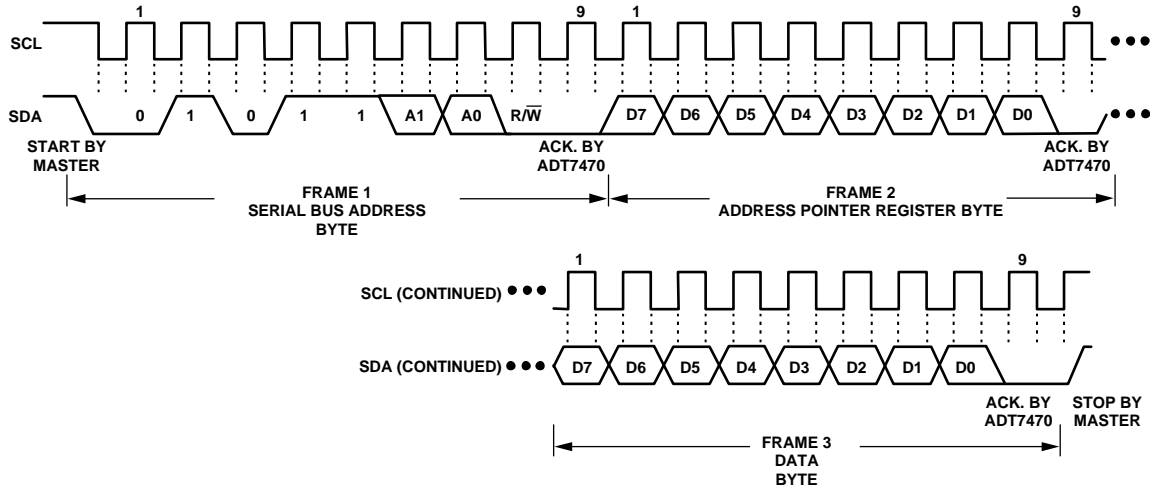 1 9 1 9
SCL
SDA 0 1 0 1 1 A1 A0 R/W̅ D7 D6 D5 D4 D3 D2 D1 D0
START BY
MASTER
ACK. BY
ADT7470
ACK. BY
ADT7470
FRAME 1
SERIAL BUS ADDRESS
BYTE
FRAME 2
ADDRESS POINTER REGISTER BYTE
1 9
SCL (CONTINUED)
SDA (CONTINUED) D7 D6 D5 D4 D3 D2 D1 D0
ACK. BY
ADT7470
STOP BY
MASTER
FRAME 3
DATA
BYTE